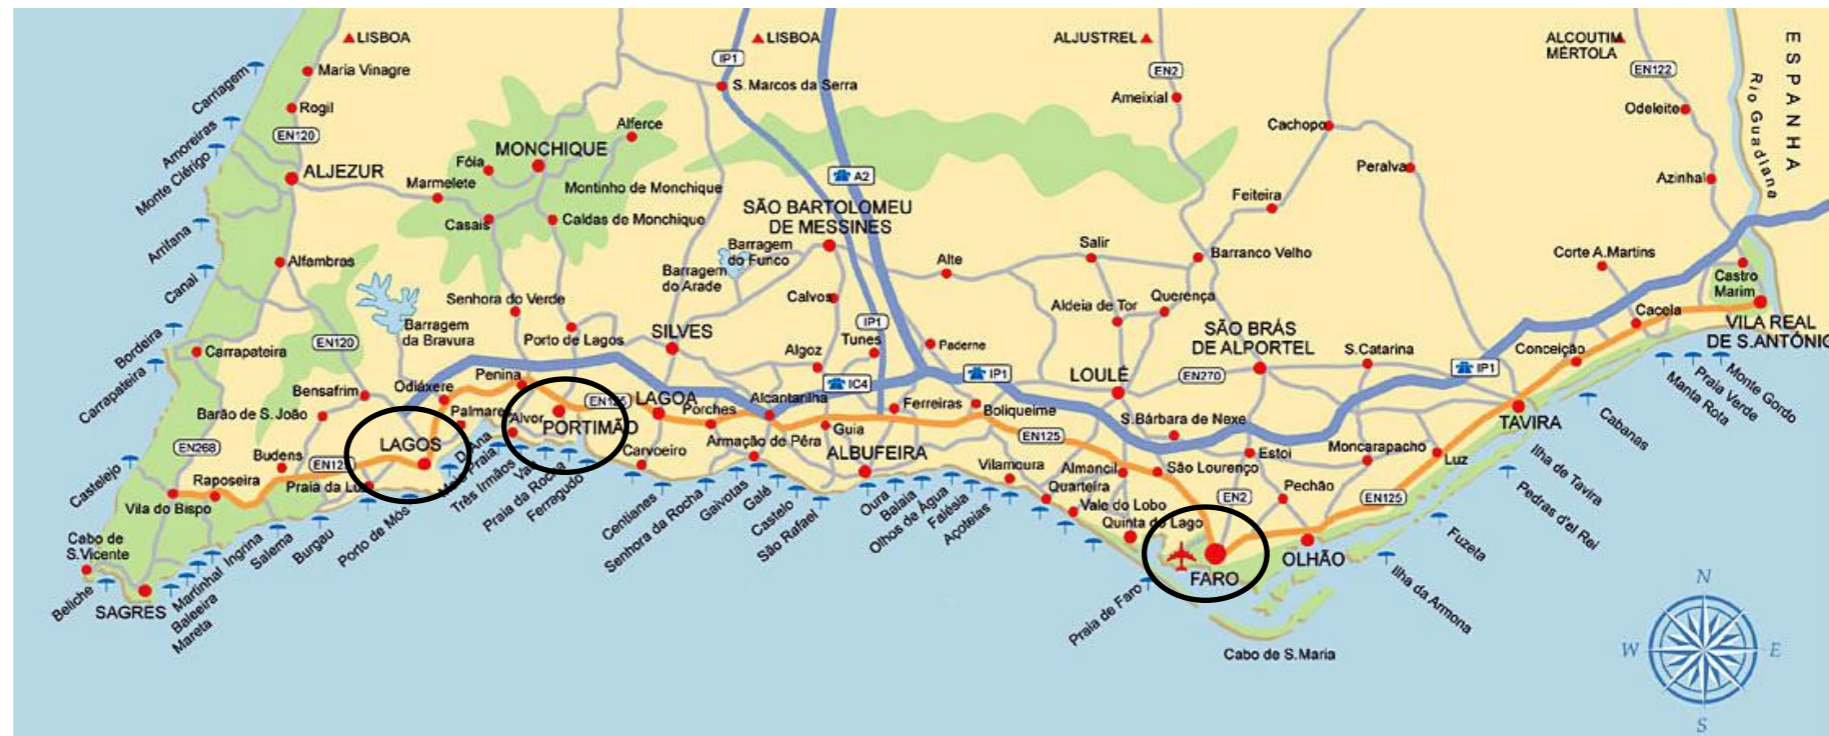 LISBOA
LISBOA
ALJUSTREL
ALCOUTIM
MÉRTOLA
ESPANHA
Maria Vinagre
IP1
S. Marcos da Serra
EN2
EN122
Carriagem
Rogil
Ameixial
Odeleite
Rio Guadiana
Amoreiras
EN120
Alferce
Cachopo
Monte Clérigo
ALJEZUR
Fóia
MONCHIQUE
Peralva
Marmelete
Montinho de Monchique
A2
Azinhal
Feiteira
Arrifana
Casais
Caldas de Monchique
SÃO BARTOLOMEU
DE MESSINES
Barragem
do Funco
Salir
Barranco Velho
Corte A.Martins
Alfambras
Alte
Canal
Barragem
do Arade
Castro
Marim
Senhora do Verde
Calvos
Aldeia de Tor
Querença
Cacela
Bordeira
Barragem
da Bravura
Porto de Lagos
SILVES
IP1
Tunes
SÃO BRÁS
DE ALPORTEL
VILA REAL
DE S.ANTÓNIO
EN120
Carrapateira
Algoz
Paderne
S.Catarina
Conceição
Carrapateira
Penina
IC4
IP1
LOULÉ
EN270
IP1
Monte Gordo
Praia Verde
Manta Rota
Bensafrim
Odiáxere
EN125
LAGOA
Alcantarilha
Ferreiras
Boliqueime
Barão de S. João
Palmares
Alvor
PORTIMÃO
Porches
Guia
S.Bárbara de Nexe
TAVIRA
Cabanas
EN268
LAGOS
D.Ana
Armação de Pêra
EN125
Moncarapacho
Castelejo
Budens
EN125
Meia Praia
Carvoeiro
ALBUFEIRA
Vilamoura
Almancil
São Lourenço
Estoi
Luz
Ilha de Tavira
Raposeira
Praia da Luz
Três Irmãos
Quarteira
Pechão
Vila do Bispo
Porto de Mós
Praia da Rocha
Ferragudo
Centianes
Senhora da Rocha
Gaivotas
Galé
Castelo
São Rafael
Oura
Balaia
Olhos de Água
Falésia
Açoteias
Vale do Lobo
EN2
EN125
Pedras d'el Rei
Quinta do Lago
Fuzeta
Cabo de
S.Vicente
Ingrina
Salema
Burgau
FARO
OLHÃO
Beliche
SAGRES
Martinhal
Baleeira
Mareta
Praia de Faro
Ilha da Armona
Cabo de S.Maria
N
W
E
S